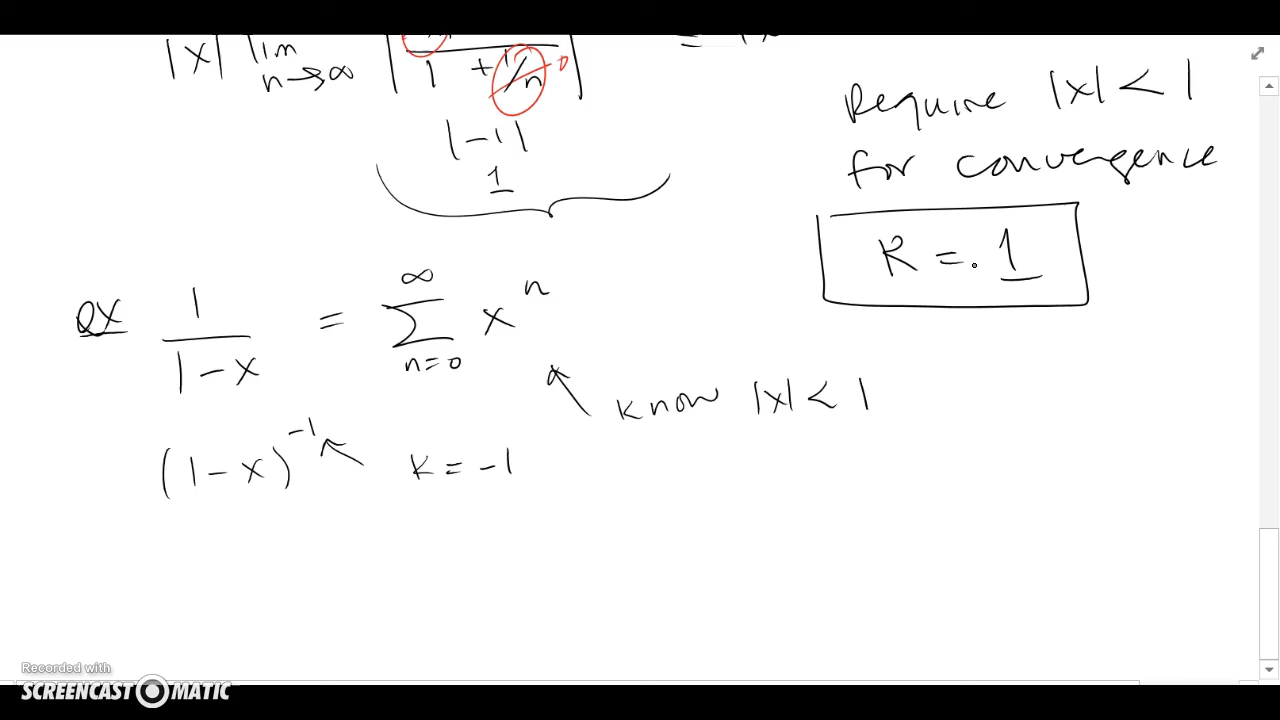 |x| lim n→∞ | / 1 + 1/n | 0 = |x
|-1|
1
Require |x| < 1
for convergence
R = 1
ex 1/(1-x) = ∞ Σ n=0 x^n
know |x| < 1
(1-x)^-1 K = -1
Recorded with
SCREENCAST-O-MATIC